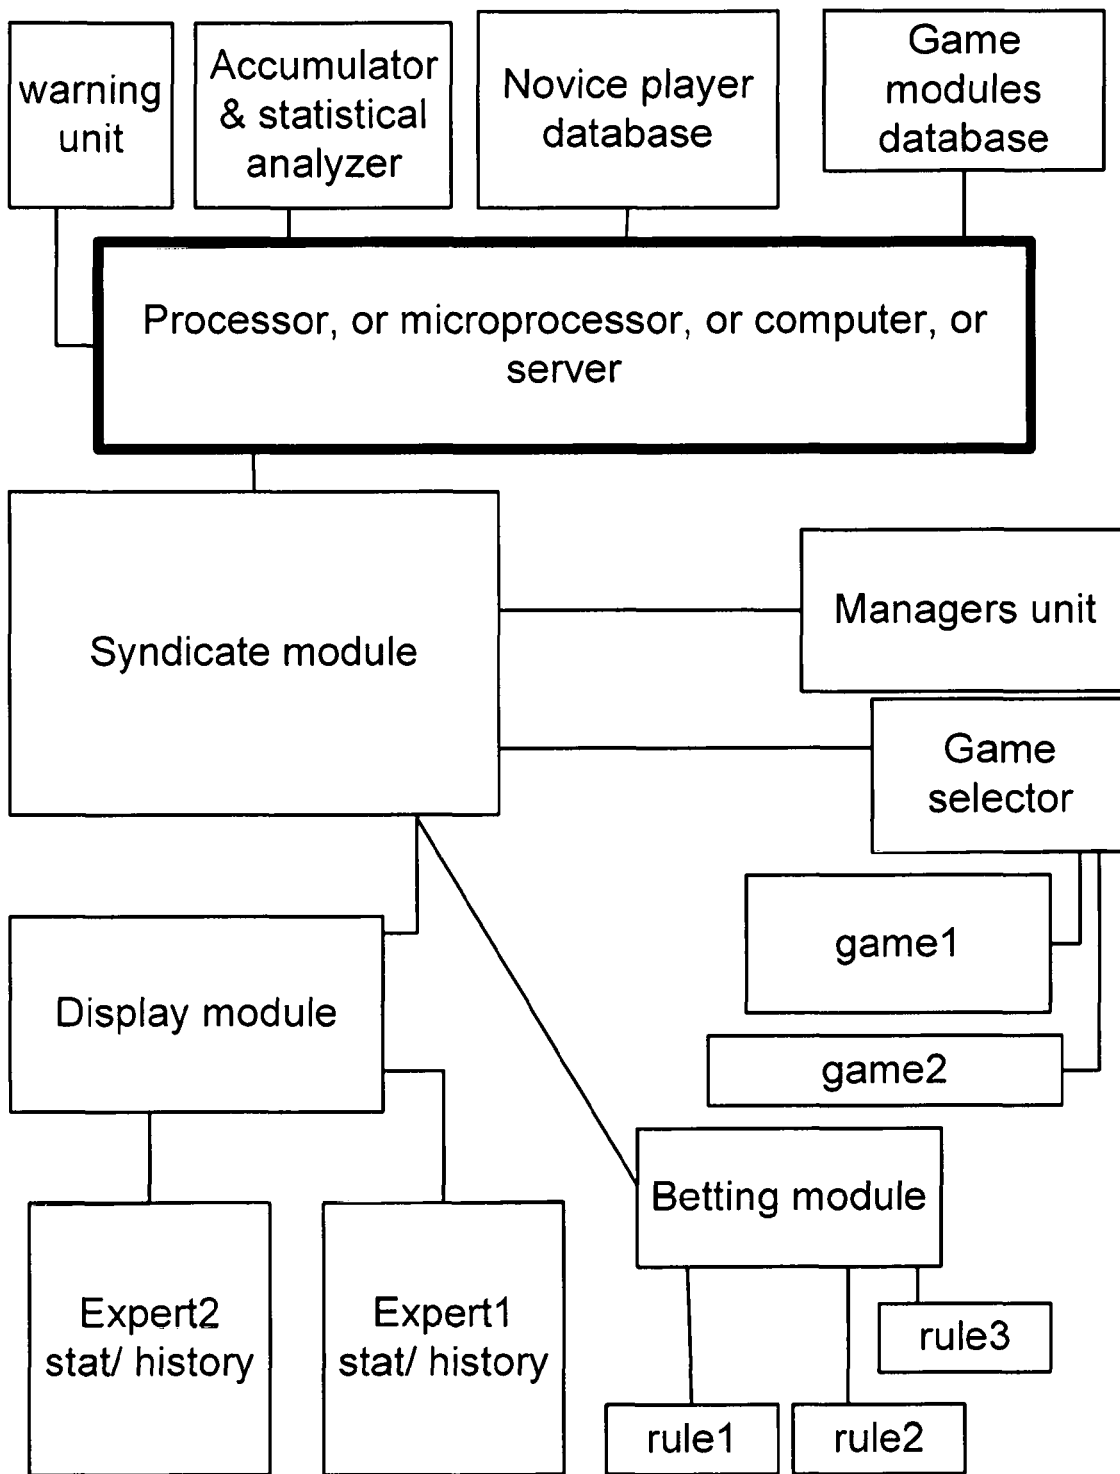 warning
unit
Accumulator
& statistical
analyzer
Novice player
database
Game
modules
database
Processor, or microprocessor, or computer, or
server
Syndicate module
Managers unit
Game
selector
game1
game2
Display module
Betting module
Expert2
stat/ history
Expert1
stat/ history
rule3
rule1
rule2